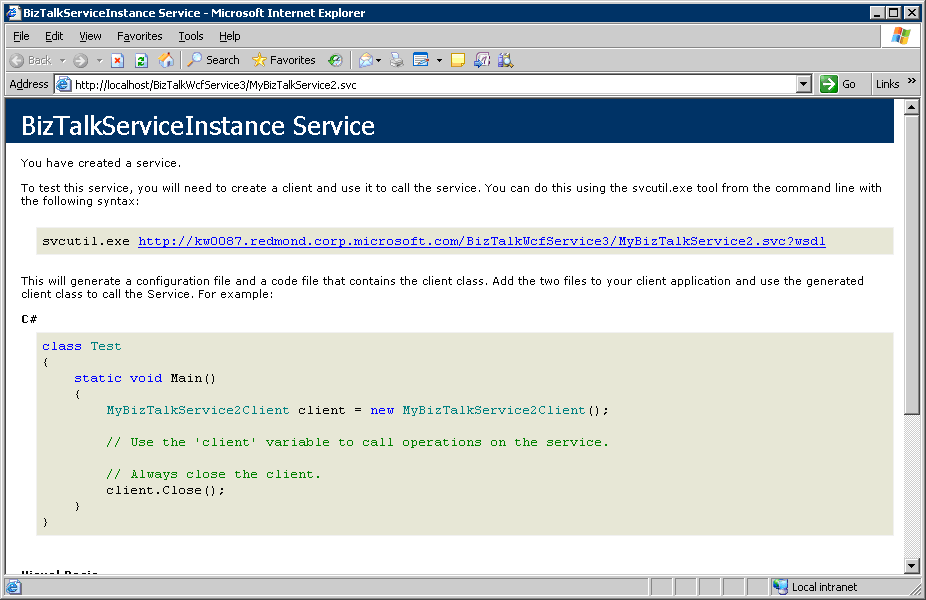 BizTalkServiceInstance Service - Microsoft Internet Explorer
File Edit View Favorites Tools Help
Back Search Favorites
Address http://localhost/BizTalkWcfService3/MyBizTalkService2.svc Go Links »
BizTalkServiceInstance Service
You have created a service.
To test this service, you will need to create a client and use it to call the service. You can do this using the svcutil.exe tool from the command line with
the following syntax:
svcutil.exe http://kw0087.redmond.corp.microsoft.com/BizTalkWcfService3/MyBizTalkService2.svc?wsdl
This will generate a configuration file and a code file that contains the client class. Add the two files to your client application and use the generated
client class to call the Service. For example:
C#
class Test
{
static void Main()
{
MyBizTalkService2Client client = new MyBizTalkService2Client();
// Use the 'client' variable to call operations on the service.
// Always close the client.
client.Close();
}
}
Visual Basic
Local intranet